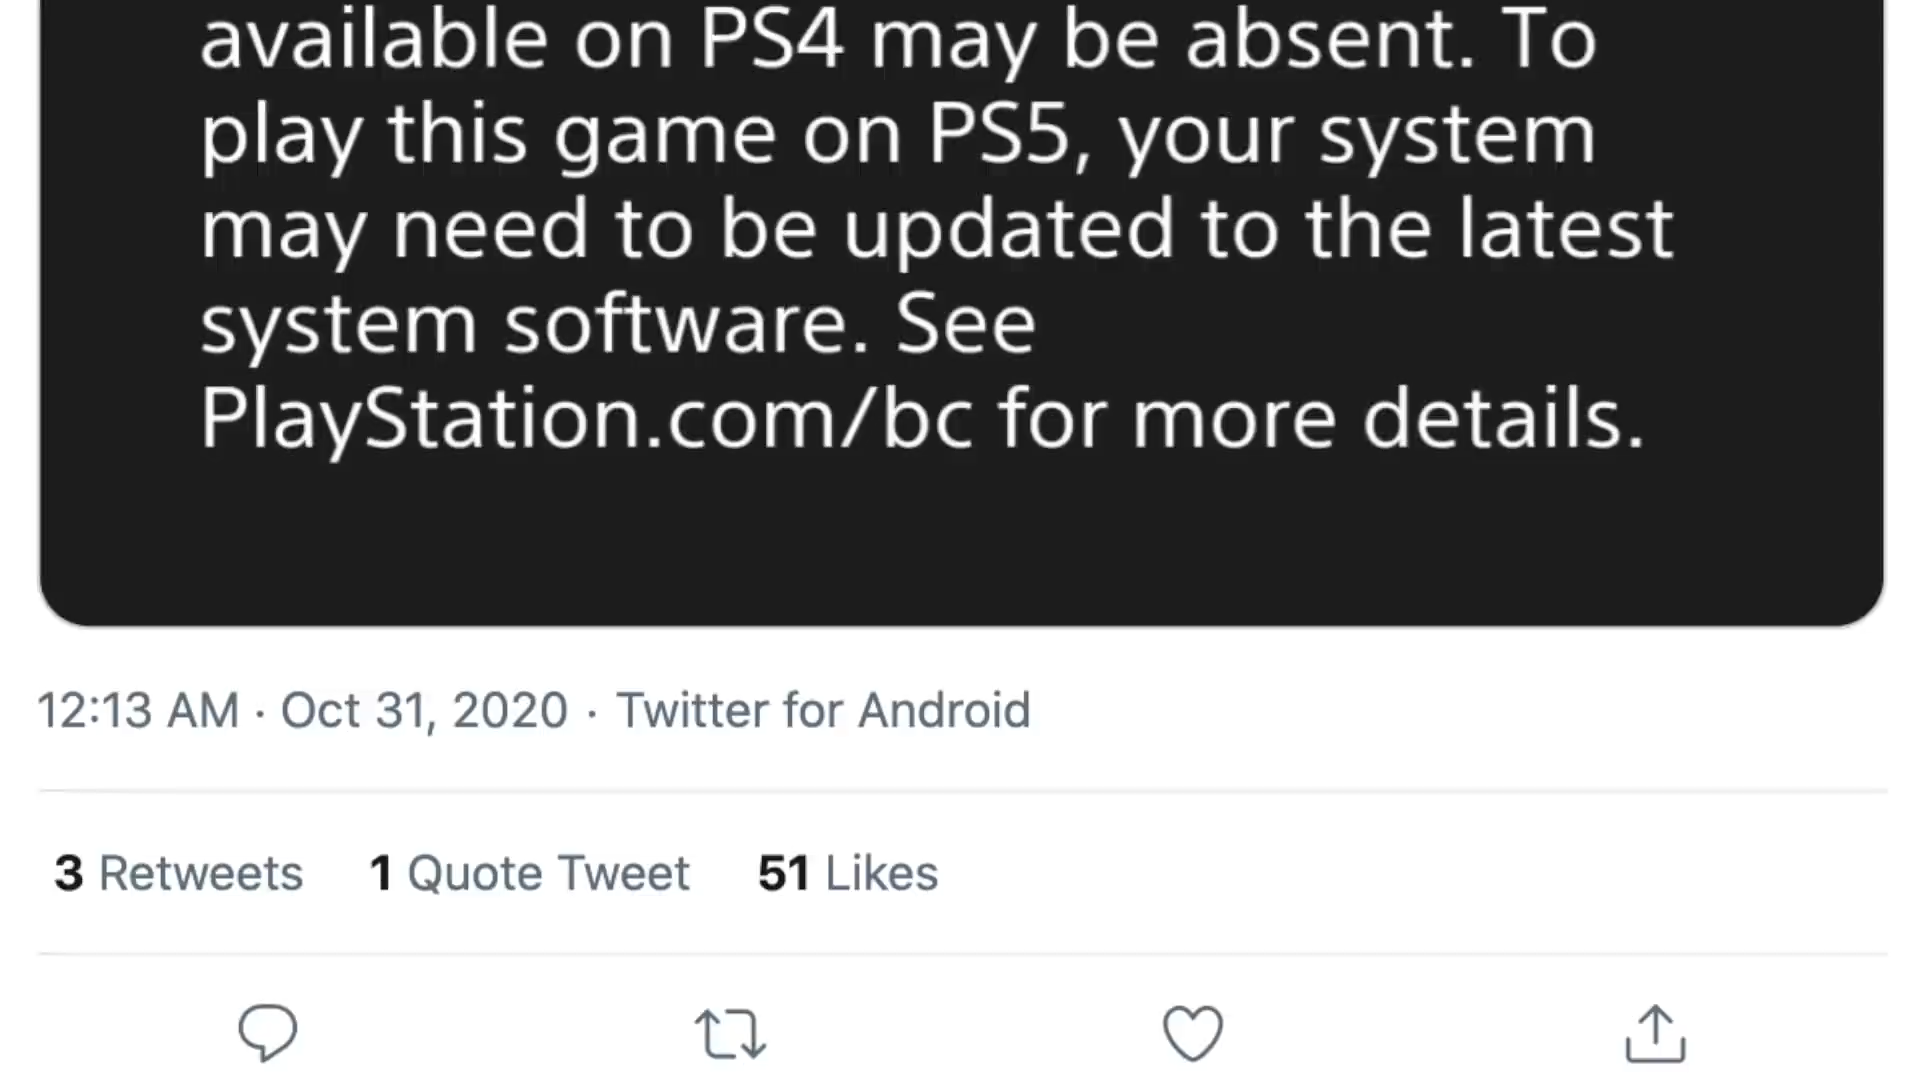 available on PS4 may be absent. To
play this game on PS5, your system
may need to be updated to the latest
system software. See
PlayStation.com/bc for more details.
12:13 AM · Oct 31, 2020 · Twitter for Android
3 Retweets 1 Quote Tweet 51 Likes